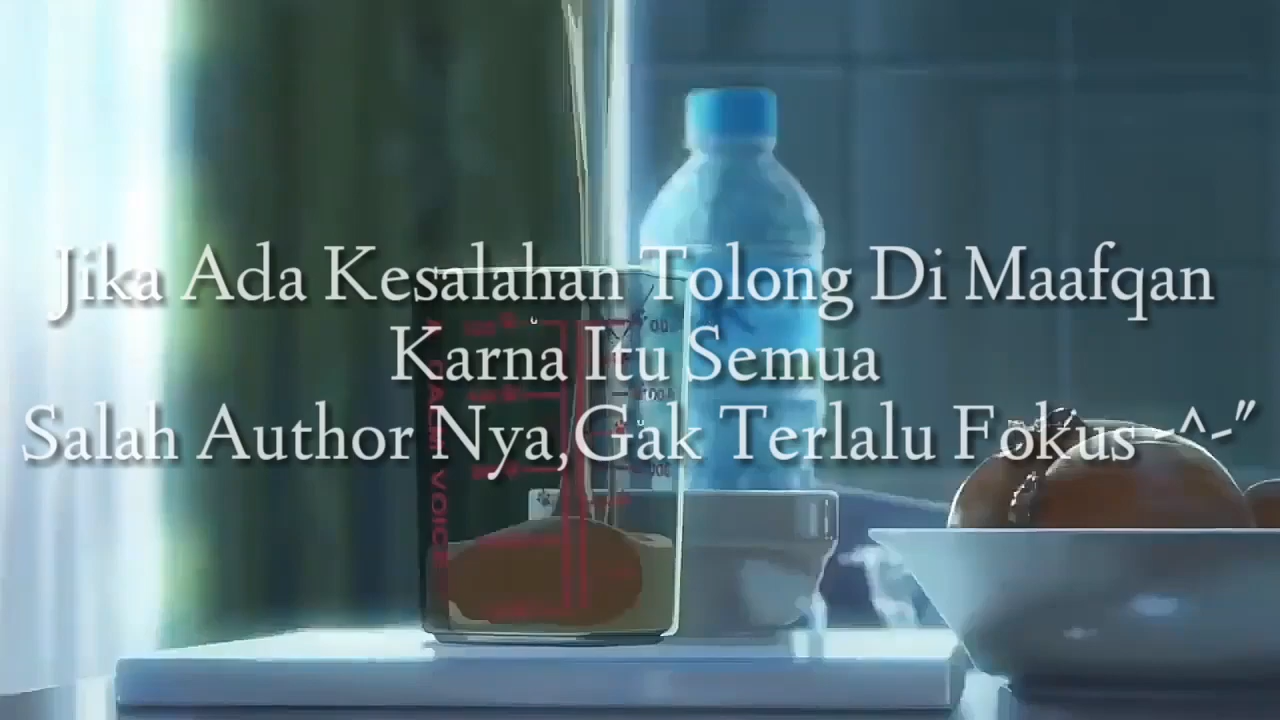 Jika Ada Kesalahan Tolong Di Maafqan
Karna Itu Semua
Salah Author Nya,Gak Terlalu Fokus -^-"